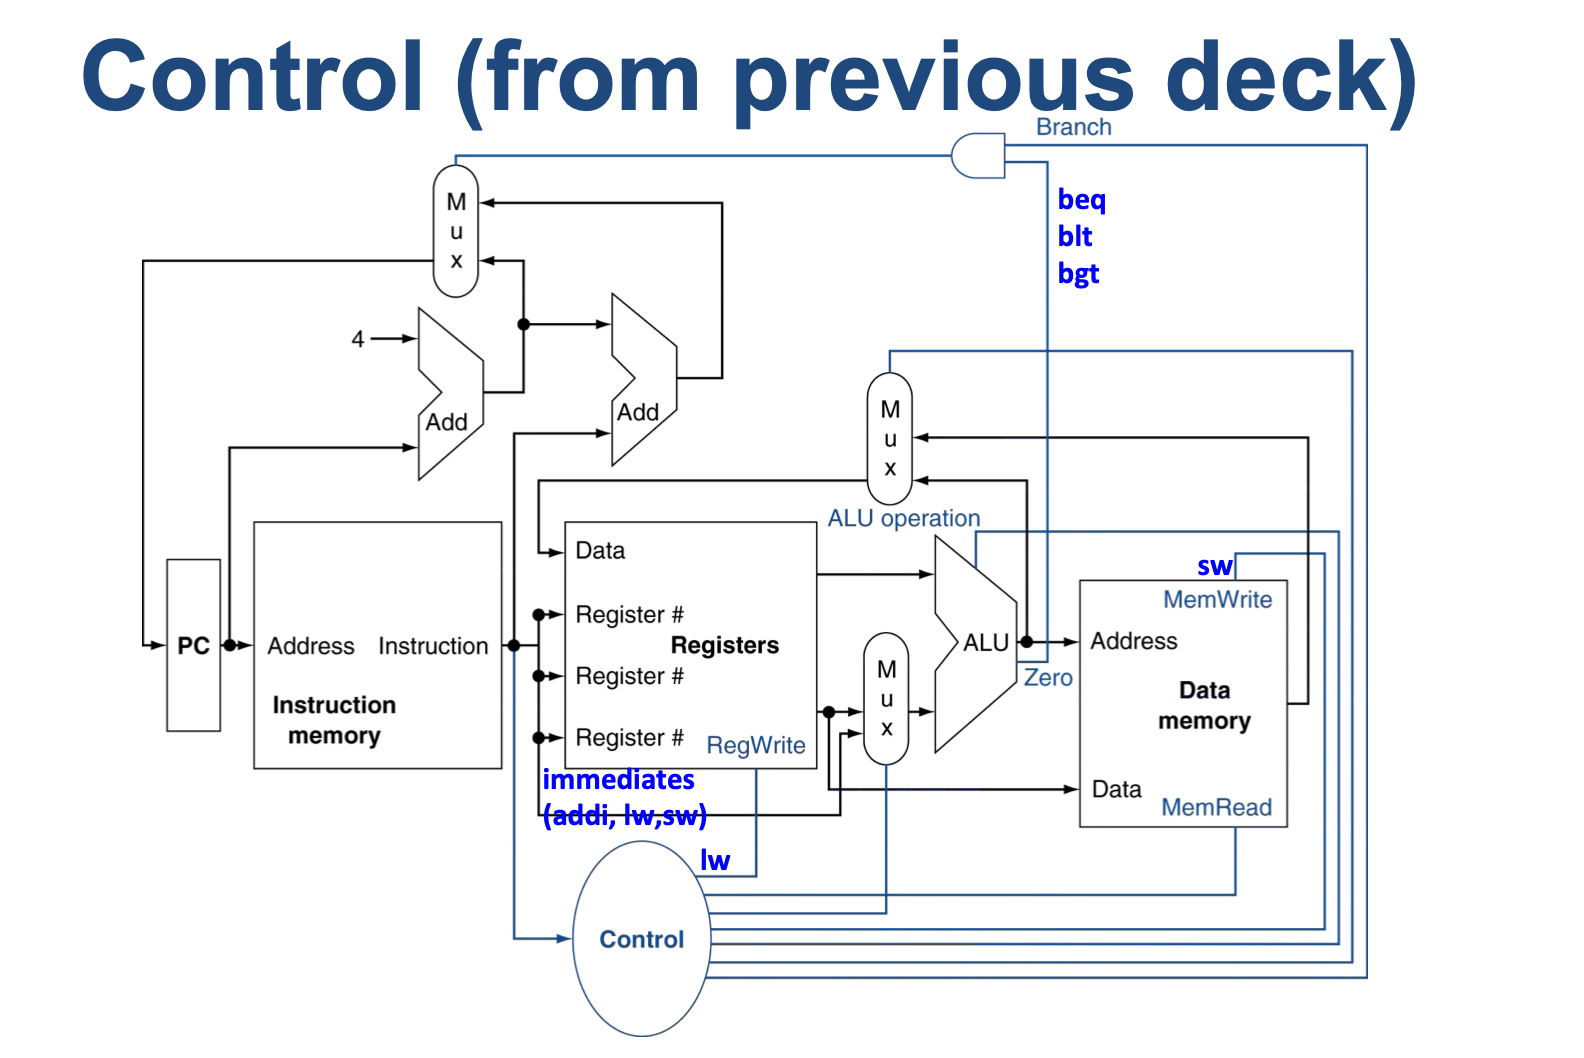 Control (from previous deck)
Branch
M
u
x
beq
blt
bgt
4
Add
Add
M
u
x
ALU operation
Data
sw
MemWrite
Register #
PC
Address
Instruction
Registers
ALU
Address
M
u
x
Register #
Zero
Data
memory
Instruction
memory
Register #
RegWrite
immediates
(addi, lw,sw)
Data
MemRead
lw
Control